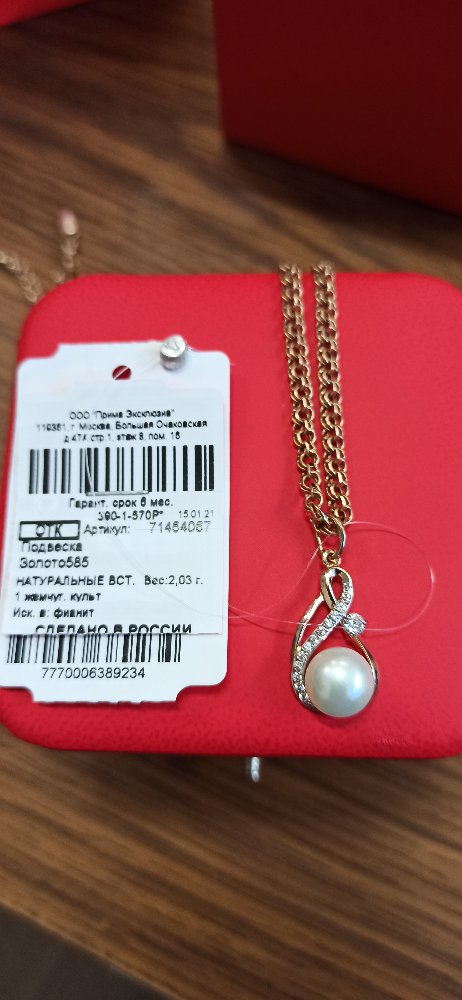 ООО "Прима Эксклюзив"
119361, г. Москва, Большая Очаковская
д.47А стр.1, этаж 8, пом. 16
Гарант. срок 6 мес.
390-1-670Р* 15.01.21
ОТК Артикул: 71454067
Подвеска
Золото585
НАТУРАЛЬНЫЕ ВСТ. Вес:2,03 г.
1 жемчуг. культ
Иск. в: фианит
СДЕЛАНО В РОССИИ
7770006389234